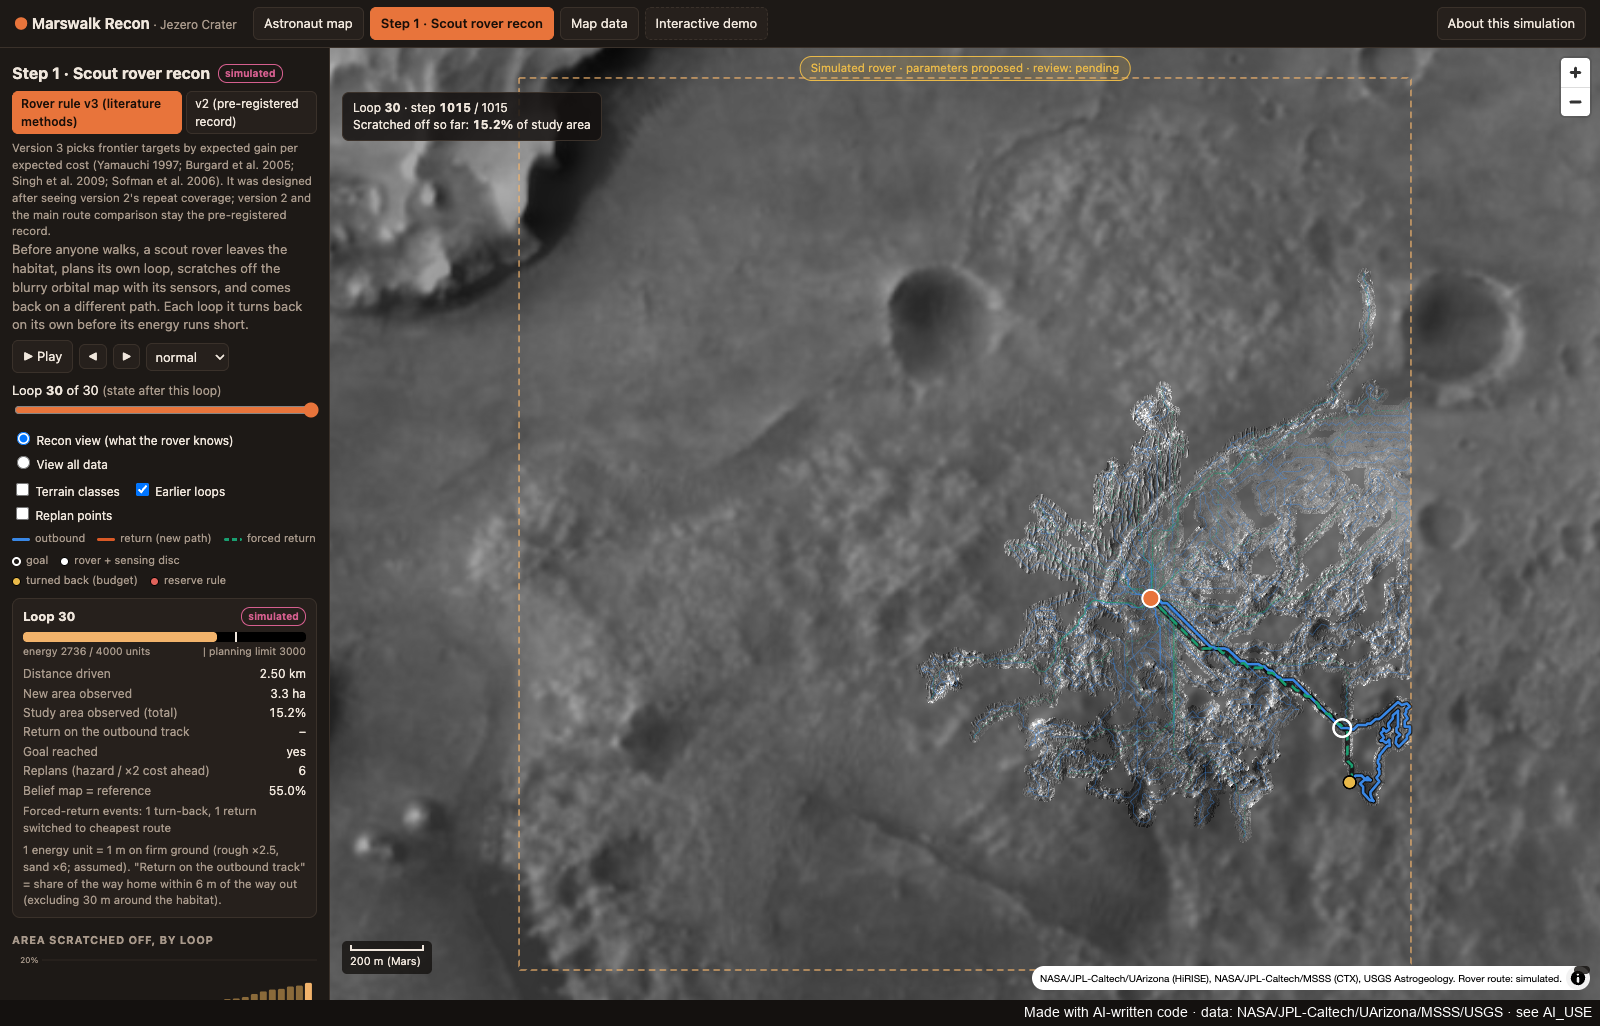 Marswalk Recon · Jezero Crater
Astronaut map
Step 1 · Scout rover recon
Map data
Interactive demo
About this simulation
Step 1 · Scout rover recon
simulated
Rover rule v3 (literature
methods)
v2 (pre-registered
record)
Version 3 picks frontier targets by expected gain per
expected cost (Yamauchi 1997; Burgard et al. 2005;
Singh et al. 2009; Sofman et al. 2006). It was designed
after seeing version 2's repeat coverage; version 2 and
the main route comparison stay the pre-registered
record.
Before anyone walks, a scout rover leaves the
habitat, plans its own loop, scratches off the
blurry orbital map with its sensors, and comes
back on a different path. Each loop it turns back
on its own before its energy runs short.
Play
normal
Loop 30 of 30 (state after this loop)
Recon view (what the rover knows)
View all data
Terrain classes
Earlier loops
Replan points
outbound
return (new path)
forced return
goal
rover + sensing disc
turned back (budget)
reserve rule
Loop 30
simulated
energy 2736 / 4000 units
| planning limit 3000
Distance driven 2.50 km
New area observed 3.3 ha
Study area observed (total) 15.2%
Return on the outbound track –
Goal reached yes
Replans (hazard / ×2 cost ahead) 6
Belief map = reference 55.0%
Forced-return events: 1 turn-back, 1 return
switched to cheapest route
1 energy unit = 1 m on firm ground (rough ×2.5,
sand ×6; assumed). "Return on the outbound track"
= share of the way home within 6 m of the way out
(excluding 30 m around the habitat).
AREA SCRATCHED OFF, BY LOOP
20%
Simulated rover · parameters proposed · review: pending
Loop 30 · step 1015 / 1015
Scratched off so far: 15.2% of study area
+
−
200 m (Mars)
NASA/JPL-Caltech/UArizona (HiRISE), NASA/JPL-Caltech/MSSS (CTX), USGS Astrogeology. Rover route: simulated.
Made with AI-written code · data: NASA/JPL-Caltech/UArizona/MSSS/USGS · see AI_USE